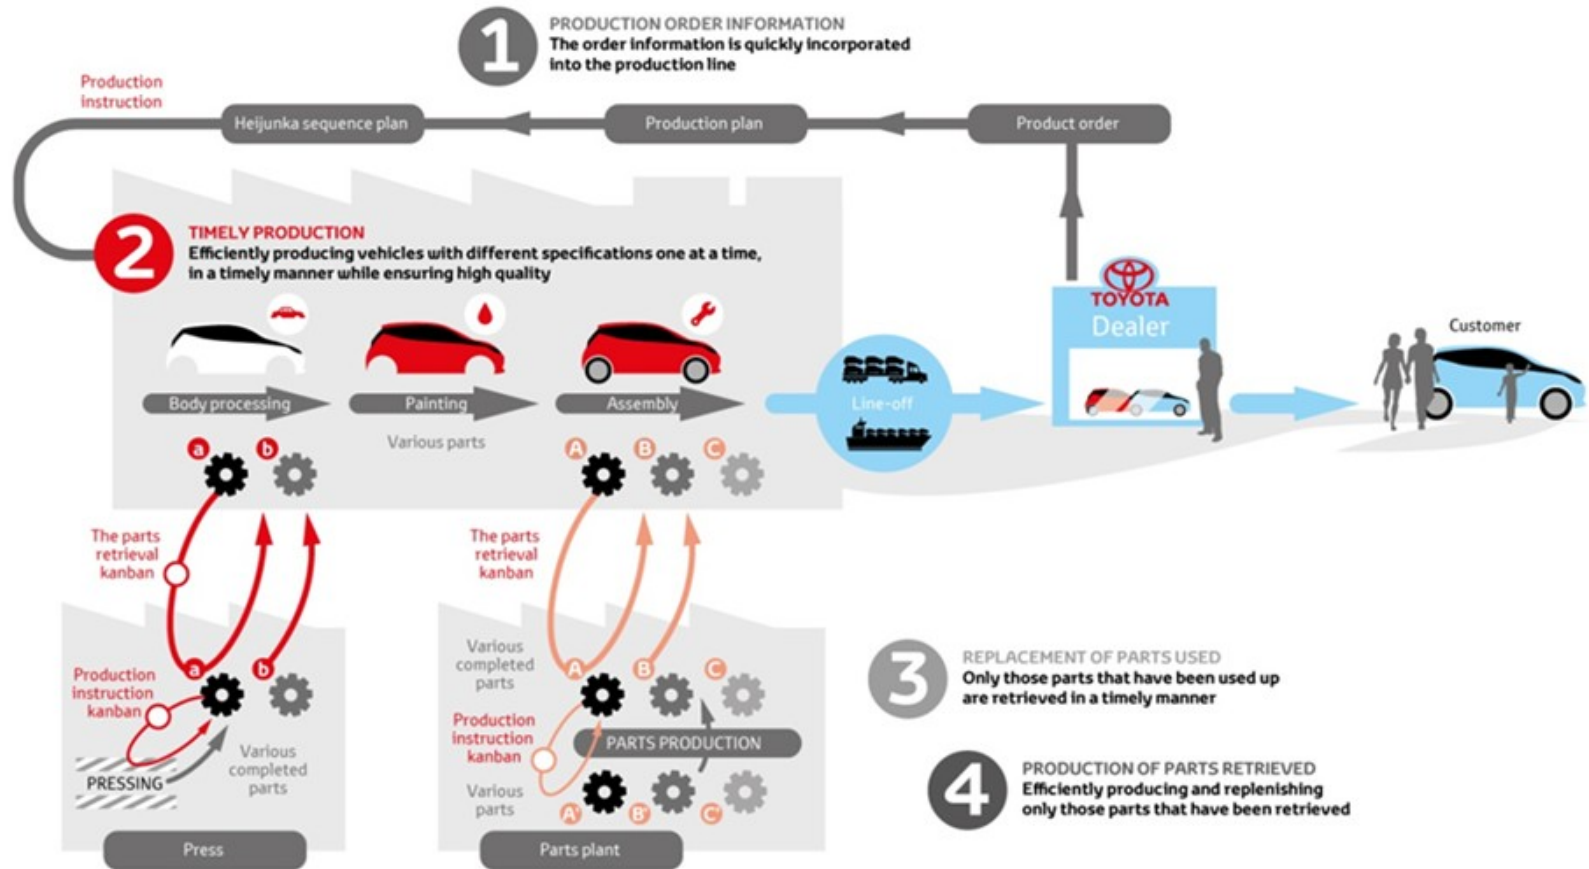 1
PRODUCTION ORDER INFORMATION
The order information is quickly incorporated
into the production line
Production
instruction
Heijunka sequence plan
Production plan
Product order
2
TIMELY PRODUCTION
Efficiently producing vehicles with different specifications one at a time,
in a timely manner while ensuring high quality
TOYOTA
Dealer
Customer
Body processing
Painting
Assembly
Line-off
Various parts
a
b
A
B
C
The parts
retrieval
kanban
The parts
retrieval
kanban
a
b
Production
instruction
kanban
PRESSING
Various
completed
parts
Press
Various
completed
parts
A
B
C
Production
instruction
kanban
PARTS PRODUCTION
Various
parts
A'
B'
C'
Parts plant
3
REPLACEMENT OF PARTS USED
Only those parts that have been used up
are retrieved in a timely manner
4
PRODUCTION OF PARTS RETRIEVED
Efficiently producing and replenishing
only those parts that have been retrieved